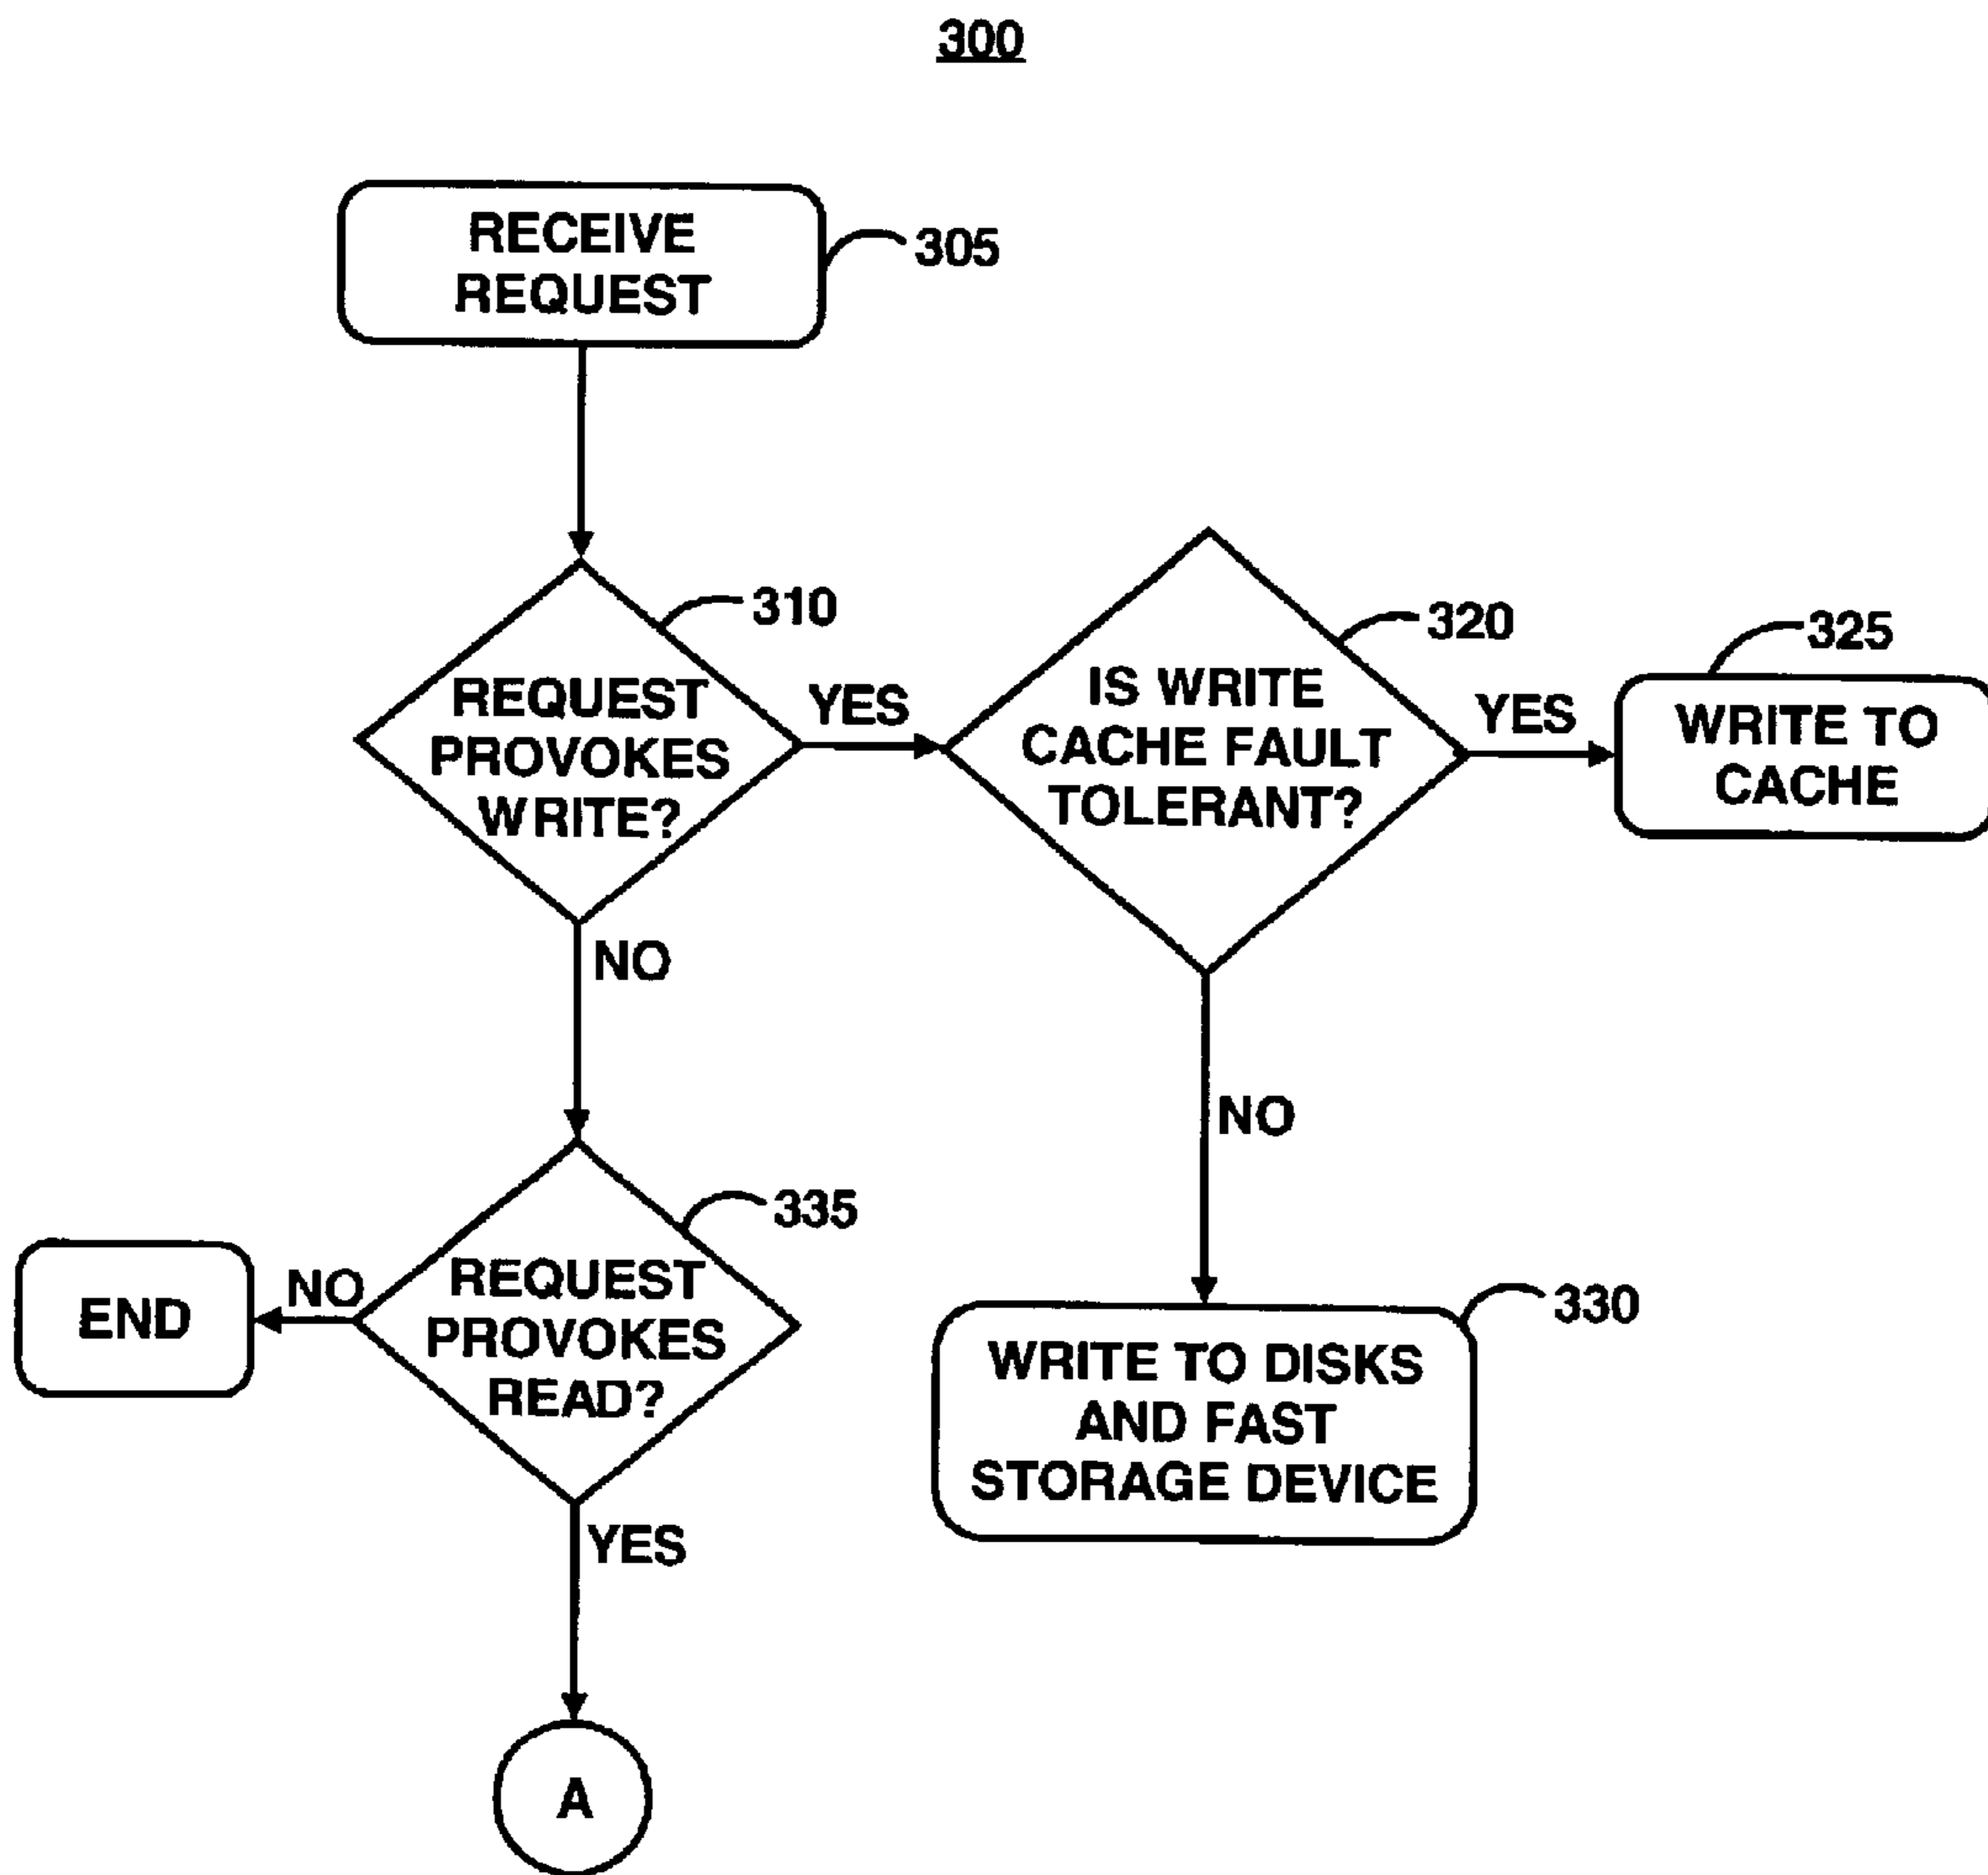 300
RECEIVE
REQUEST
305
310
REQUEST
PROVOKES
WRITE?
YES
320
IS WRITE
CACHE FAULT
TOLERANT?
YES
325
WRITE TO
CACHE
NO
NO
335
REQUEST
PROVOKES
READ?
NO
END
330
WRITE TO DISKS
AND FAST
STORAGE DEVICE
YES
A